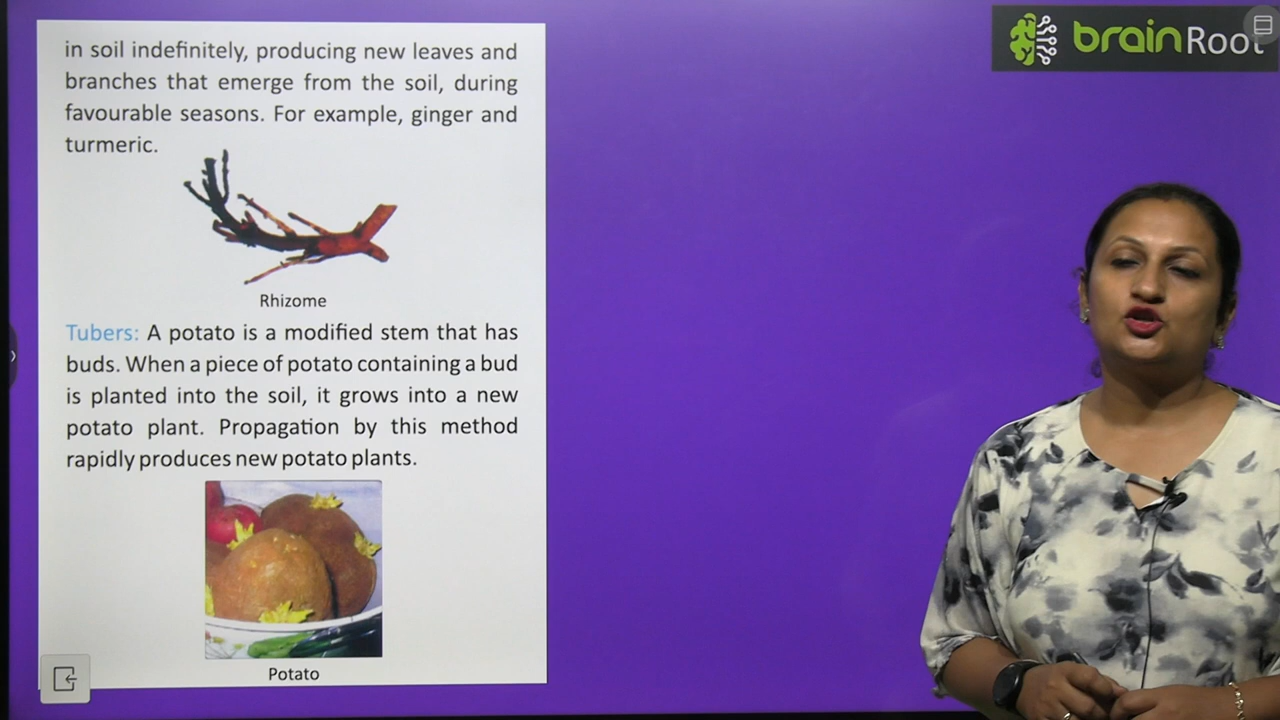 in soil indefinitely, producing new leaves and
branches that emerge from the soil, during
favourable seasons. For example, ginger and
turmeric.
Rhizome
Tubers: A potato is a modified stem that has
buds. When a piece of potato containing a bud
is planted into the soil, it grows into a new
potato plant. Propagation by this method
rapidly produces new potato plants.
Potato
brainRoot